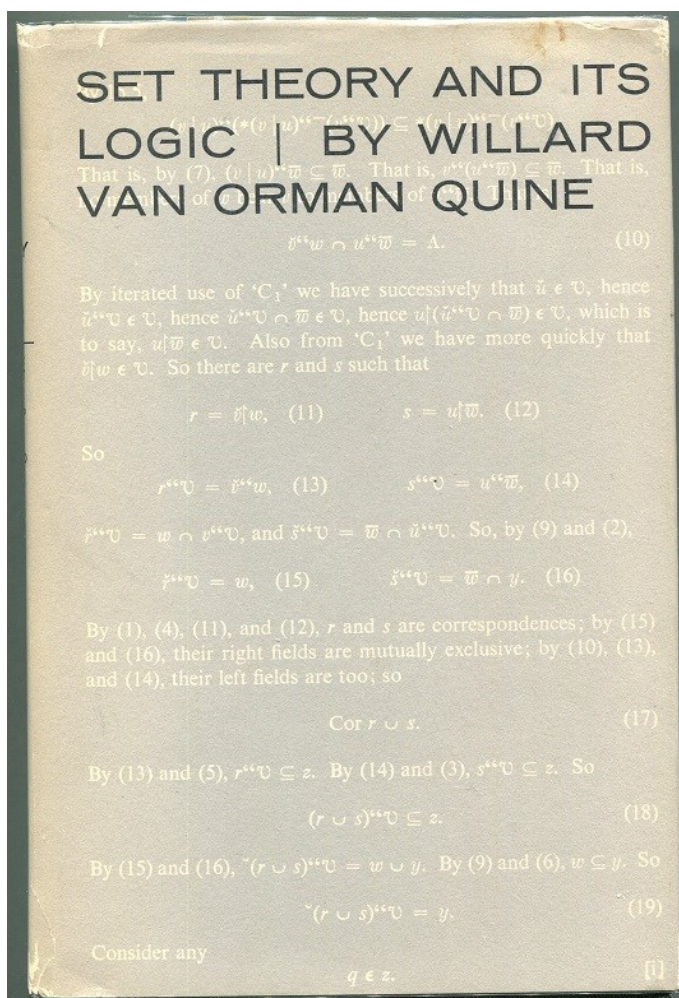 SET THEORY AND ITS
LOGIC | BY WILLARD
That is, by (7), (v | u)“w̅ ⊆ w̅. That is, v“(u“w̅) ⊆ w̅. That is,
VAN ORMAN QUINE
v̆“w ∩ u“w̅ = Λ. (10)
By iterated use of ‘C₁’ we have successively that ŭ ϵ 𝒱, hence
ŭ“𝒱 ϵ 𝒱, hence ŭ“𝒱 ∩ w̅ ϵ 𝒱, hence u↾(ŭ“𝒱 ∩ w̅) ϵ 𝒱, which is
to say, u↾w̅ ϵ 𝒱. Also from ‘C₁’ we have more quickly that
v̆↾w ϵ 𝒱. So there are r and s such that
r = v̆↾w, (11) s = u↾w̅. (12)
So
r“𝒱 = v̆“w, (13) s“𝒱 = u“w̅, (14)
r̆“𝒱 = w ∩ v“𝒱, and s̆“𝒱 = w̅ ∩ ŭ“𝒱. So, by (9) and (2),
r̆“𝒱 = w, (15) s̆“𝒱 = w̅ ∩ y. (16)
By (1), (4), (11), and (12), r and s are correspondences; by (15)
and (16), their right fields are mutually exclusive; by (10), (13),
and (14), their left fields are too; so
Cor r ∪ s. (17)
By (13) and (5), r“𝒱 ⊆ z. By (14) and (3), s“𝒱 ⊆ z. So
(r ∪ s)“𝒱 ⊆ z. (18)
By (15) and (16), ˘(r ∪ s)“𝒱 = w ∪ y. By (9) and (6), w ⊆ y. So
˘(r ∪ s)“𝒱 = y. (19)
Consider any
q ϵ z. [i]